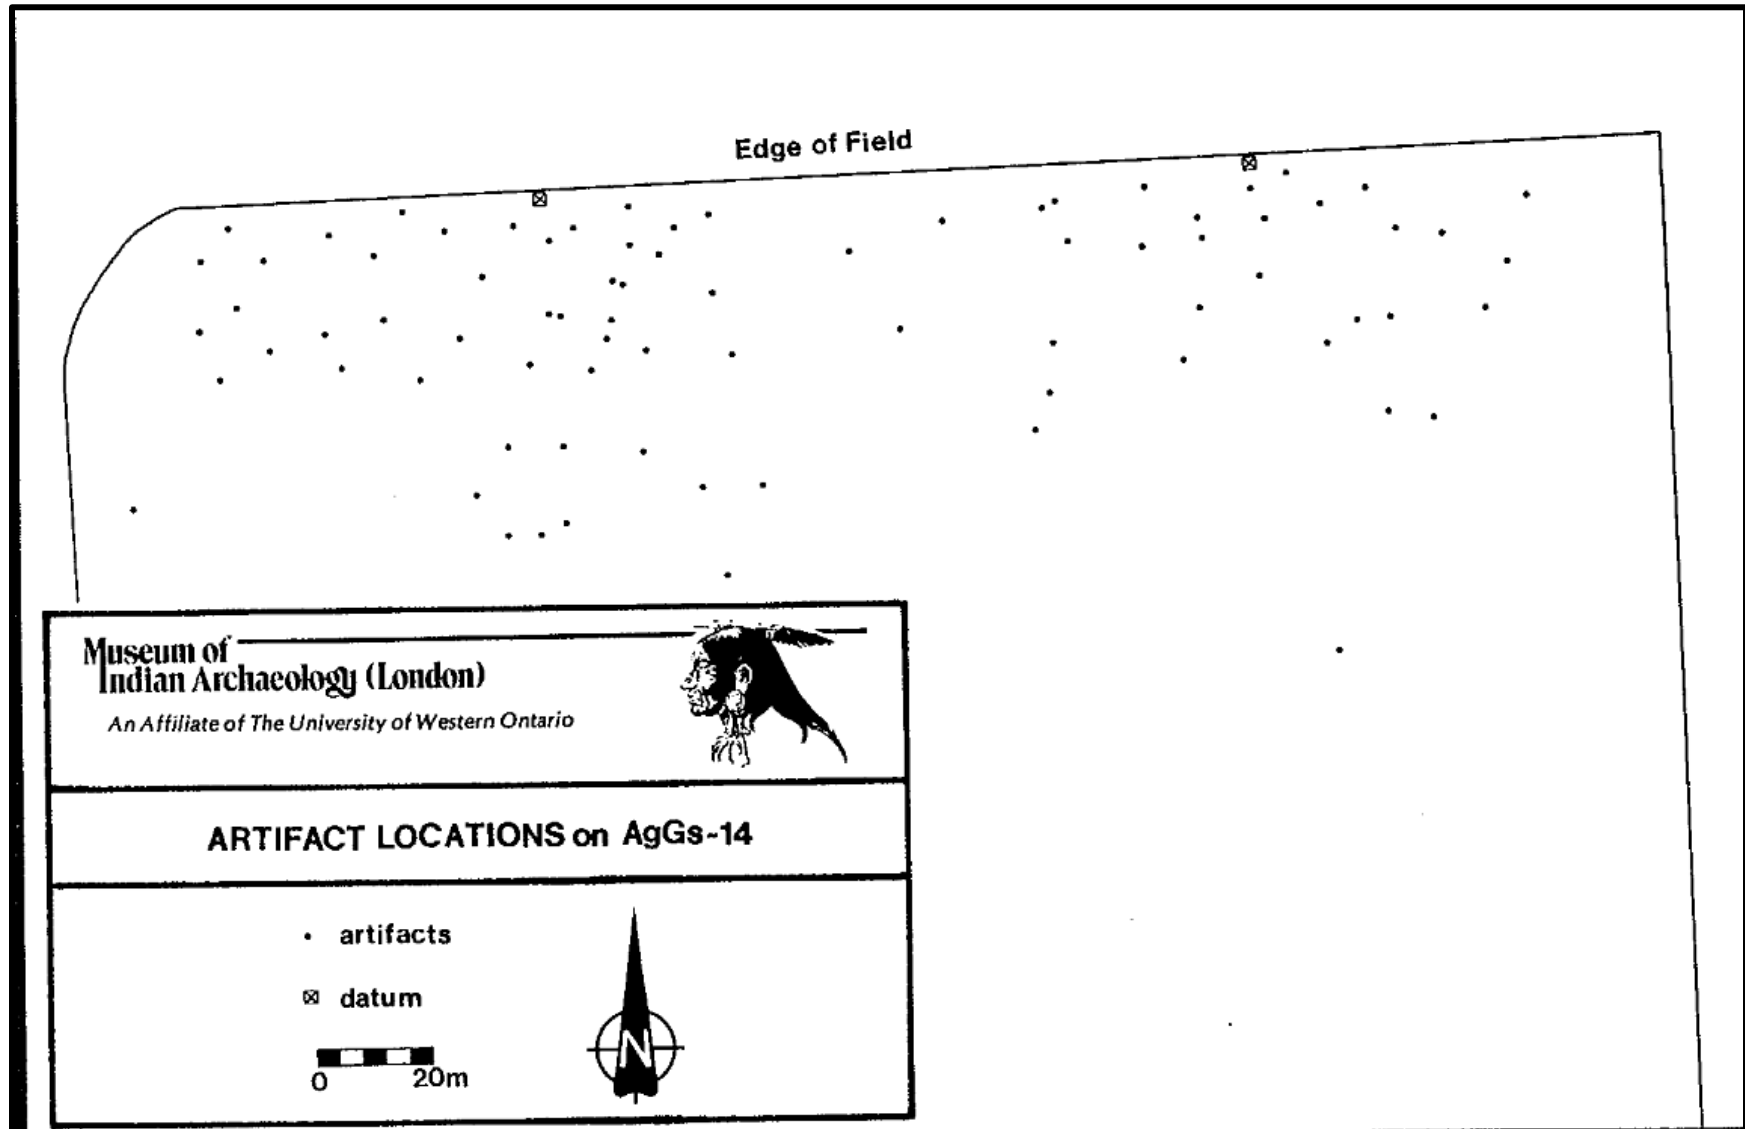 Edge of Field
Museum of
Indian Archaeology (London)
An Affiliate of The University of Western Ontario
ARTIFACT LOCATIONS on AgGs-14
artifacts
datum
0 20m
N